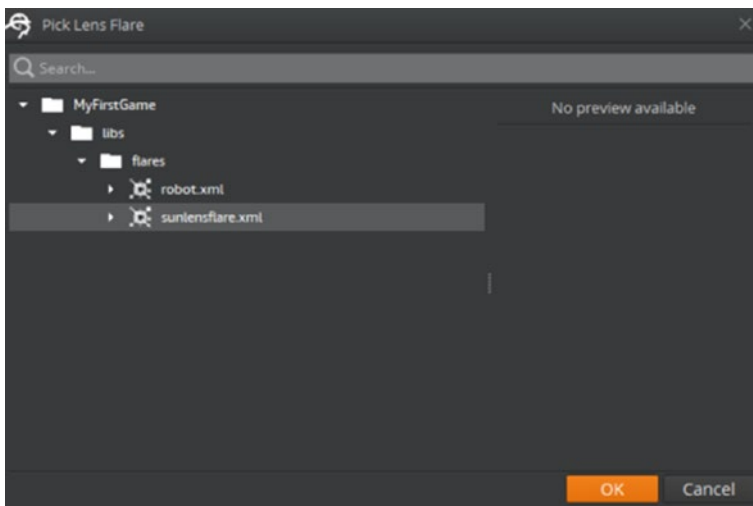 Pick Lens Flare
Search...
MyFirstGame
No preview available
libs
flares
robot.xml
sunlensflare.xml
OK
Cancel